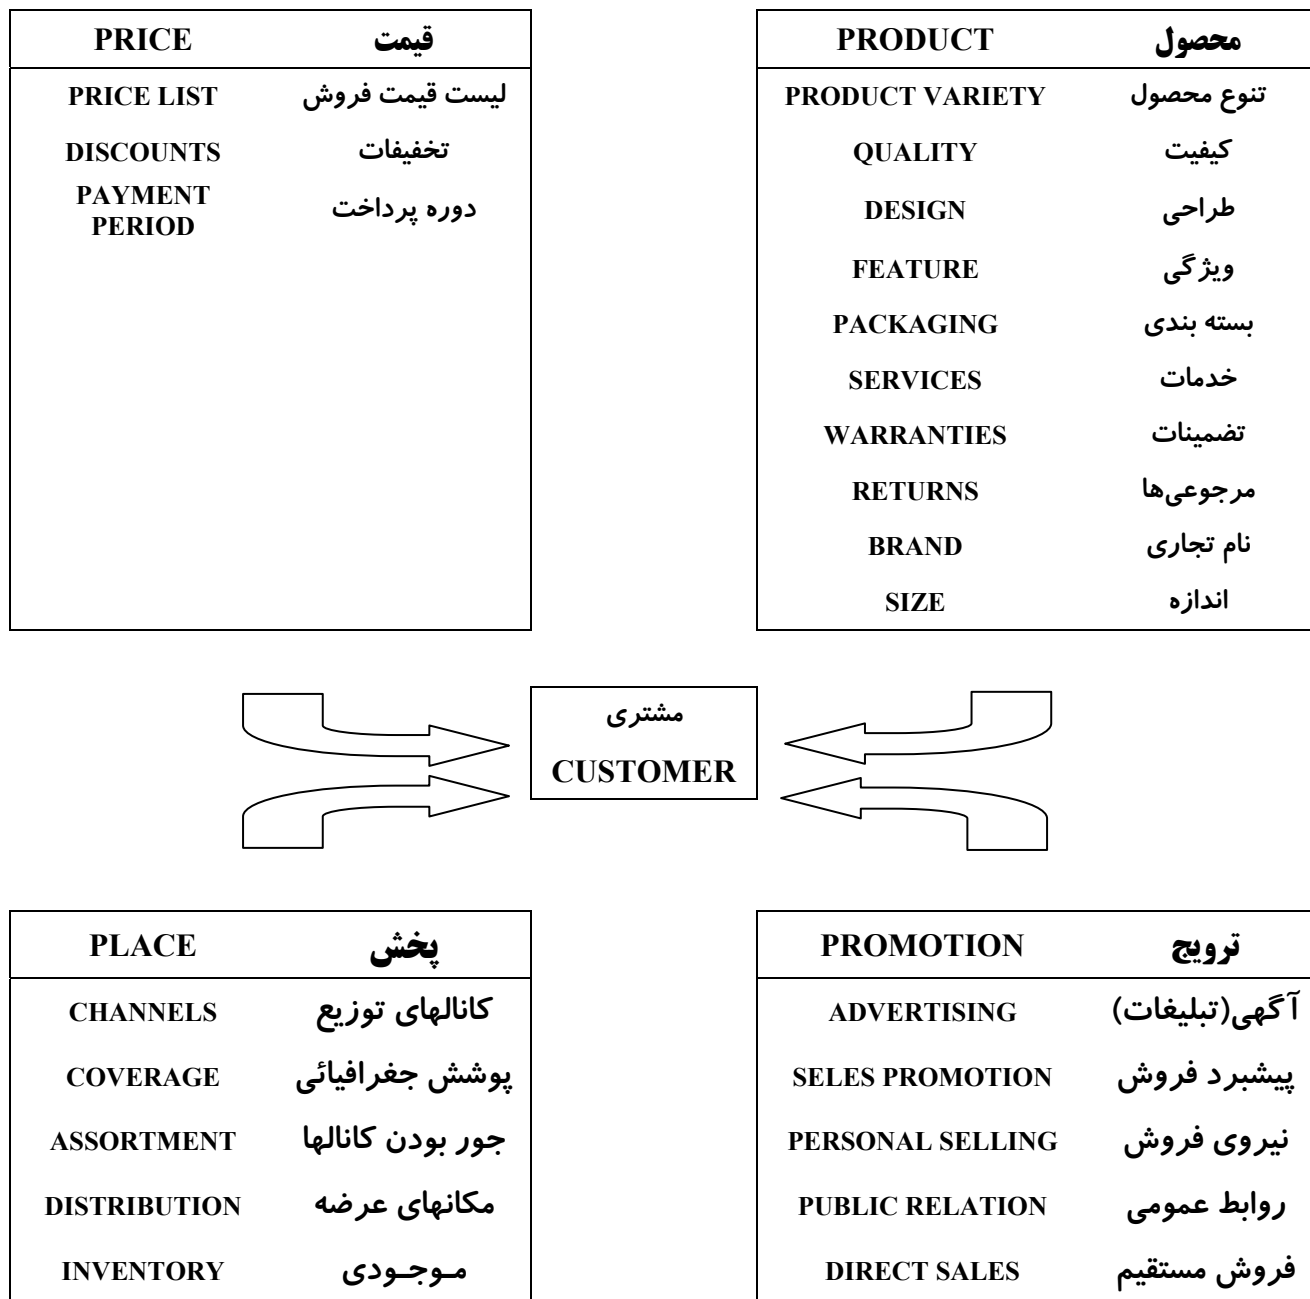 PRICE قیمت
PRICE LIST لیست قیمت فروش
DISCOUNTS تخفیفات
PAYMENT
PERIOD دوره پرداخت
PRODUCT محصول
PRODUCT VARIETY تنوع محصول
QUALITY کیفیت
DESIGN طراحی
FEATURE ویژگی
PACKAGING بسته بندی
SERVICES خدمات
WARRANTIES تضمینات
RETURNS مرجوعی‌ها
BRAND نام تجاری
SIZE اندازه
مشتری
CUSTOMER
PLACE پخش
CHANNELS کانالهای توزیع
COVERAGE پوشش جغرافیائی
ASSORTMENT جور بودن کانالها
DISTRIBUTION مکانهای عرضه
INVENTORY مـوجـودی
PROMOTION ترویج
ADVERTISING آگهی(تبلیغات)
SELES PROMOTION پیشبرد فروش
PERSONAL SELLING نیروی فروش
PUBLIC RELATION روابط عمومی
DIRECT SALES فروش مستقیم